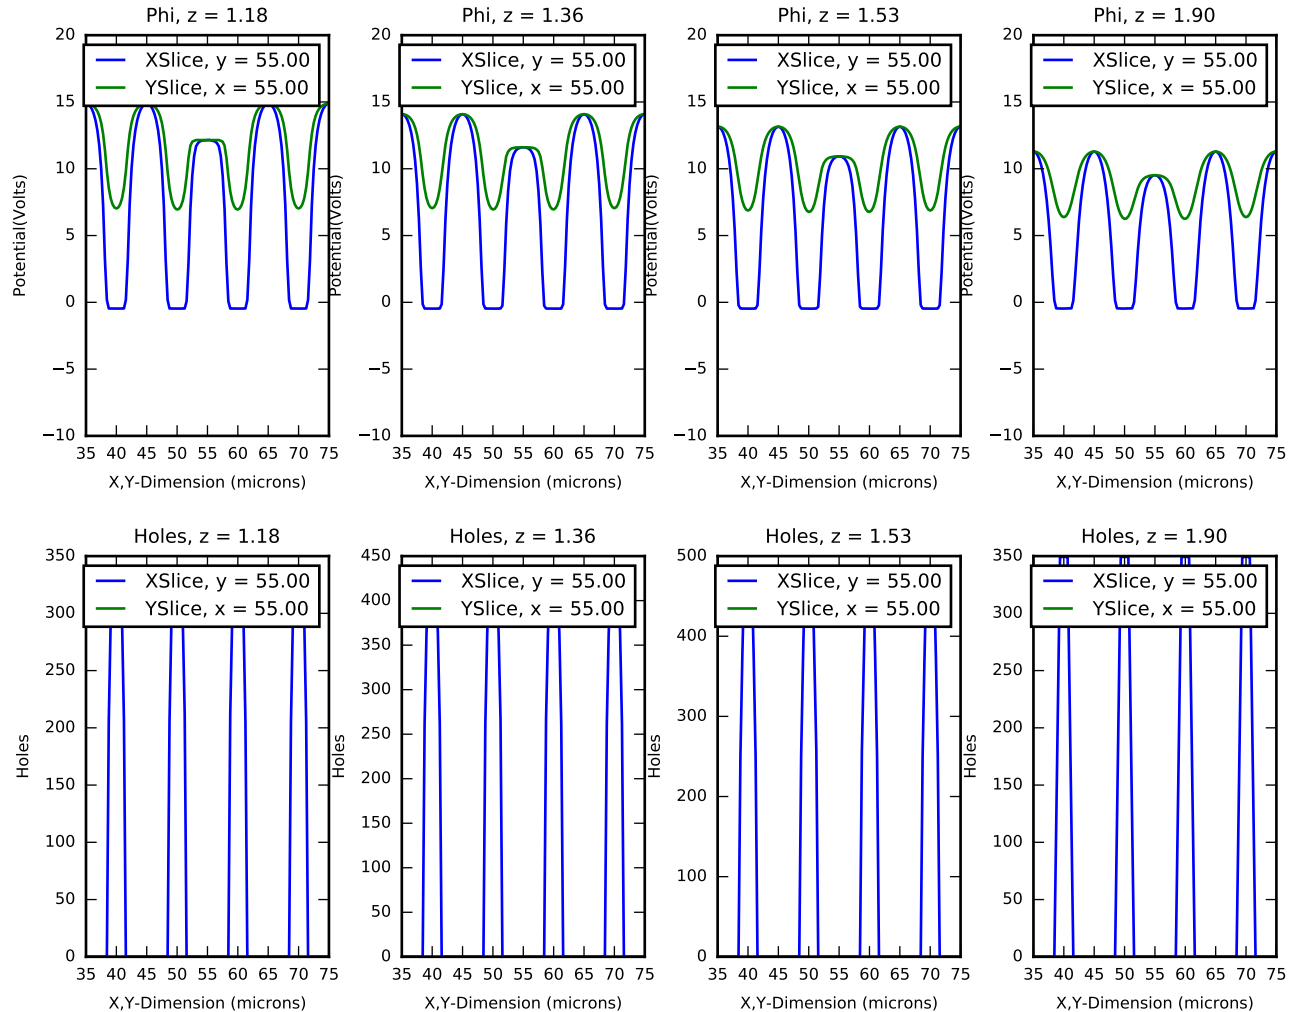 Phi, z = 1.18
20
15
10
5
0
−5
−10
Potential(Volts)
XSlice, y = 55.00
YSlice, x = 55.00
35 40 45 50 55 60 65 70 75
X,Y-Dimension (microns)
Phi, z = 1.36
20
15
10
5
0
−5
−10
Potential(Volts)
XSlice, y = 55.00
YSlice, x = 55.00
35 40 45 50 55 60 65 70 75
X,Y-Dimension (microns)
Phi, z = 1.53
20
15
10
5
0
−5
−10
Potential(Volts)
XSlice, y = 55.00
YSlice, x = 55.00
35 40 45 50 55 60 65 70 75
X,Y-Dimension (microns)
Phi, z = 1.90
20
15
10
5
0
−5
−10
Potential(Volts)
XSlice, y = 55.00
YSlice, x = 55.00
35 40 45 50 55 60 65 70 75
X,Y-Dimension (microns)
Holes, z = 1.18
350
300
250
200
150
100
50
0
Holes
XSlice, y = 55.00
YSlice, x = 55.00
35 40 45 50 55 60 65 70 75
X,Y-Dimension (microns)
Holes, z = 1.36
450
400
350
300
250
200
150
100
50
0
Holes
XSlice, y = 55.00
YSlice, x = 55.00
35 40 45 50 55 60 65 70 75
X,Y-Dimension (microns)
Holes, z = 1.53
500
400
300
200
100
0
Holes
XSlice, y = 55.00
YSlice, x = 55.00
35 40 45 50 55 60 65 70 75
X,Y-Dimension (microns)
Holes, z = 1.90
350
300
250
200
150
100
50
0
Holes
XSlice, y = 55.00
YSlice, x = 55.00
35 40 45 50 55 60 65 70 75
X,Y-Dimension (microns)